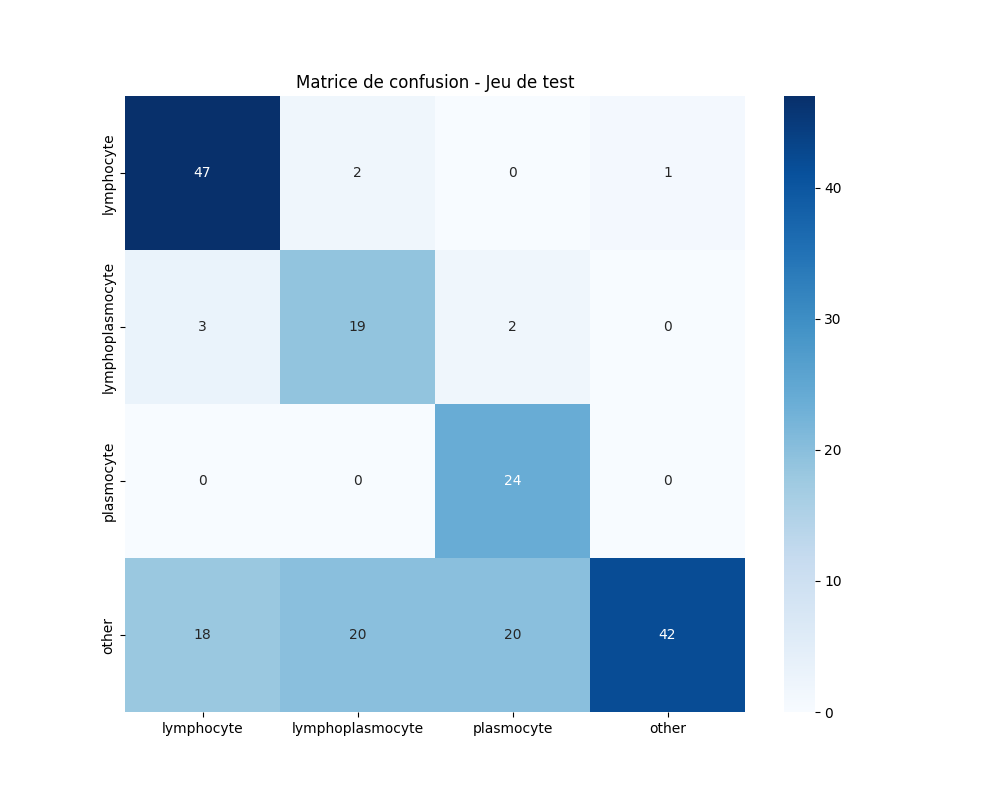 Matrice de confusion - Jeu de test
lymphocyte
47 2 0 1
lymphoplasmocyte
3 19 2 0
plasmocyte
0 0 24 0
other
18 20 20 42
lymphocyte lymphoplasmocyte plasmocyte other
40
30
20
10
0